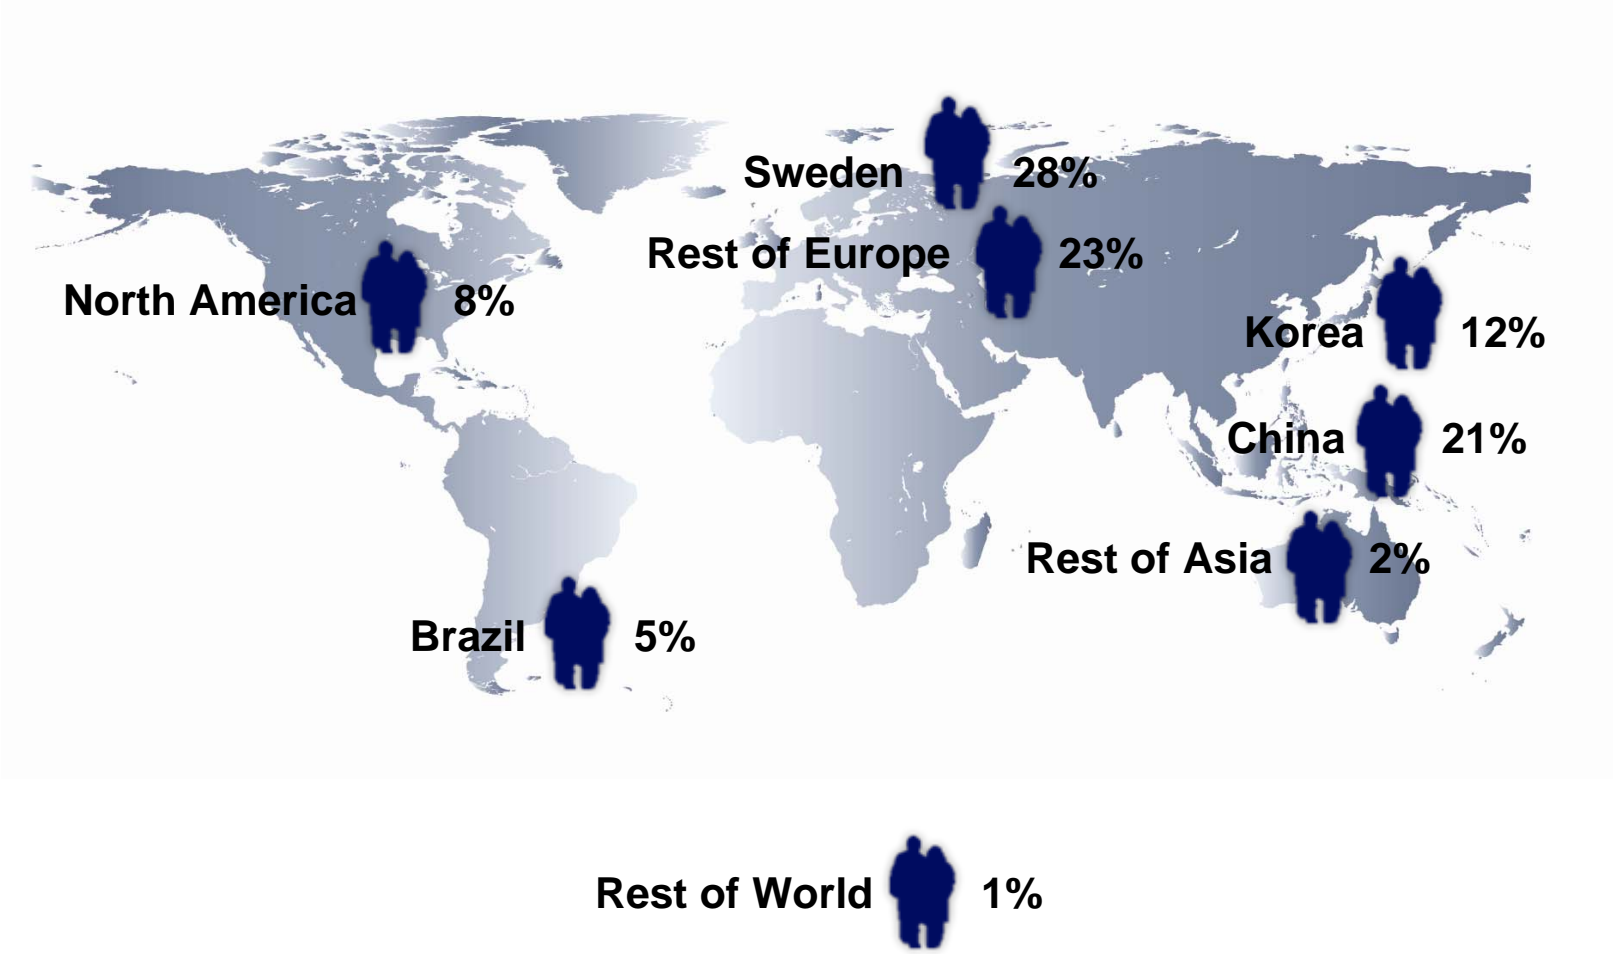 Sweden 28%
Rest of Europe 23%
North America 8%
Korea 12%
China 21%
Rest of Asia 2%
Brazil 5%
Rest of World 1%